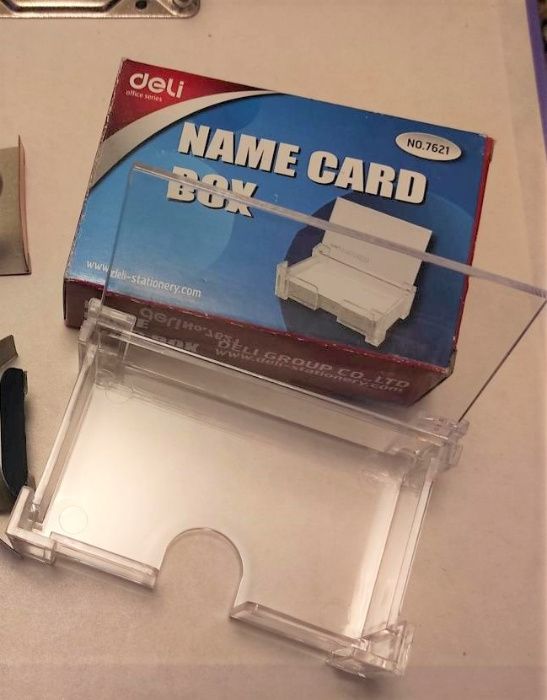 deli
office series
NO.7621
NAME CARD
BOX
www.deli-stationery.com
DELI GROUP CO., LTD
www.deli-stationery.com